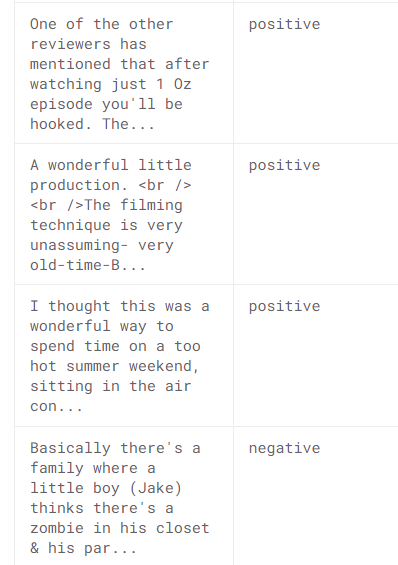 One of the other positive
reviewers has
mentioned that after
watching just 1 Oz
episode you'll be
hooked. The...
A wonderful little positive
production. <br />
<br />The filming
technique is very
unassuming- very
old-time-B...
I thought this was a positive
wonderful way to
spend time on a too
hot summer weekend,
sitting in the air
con...
Basically there's a negative
family where a
little boy (Jake)
thinks there's a
zombie in his closet
& his par...